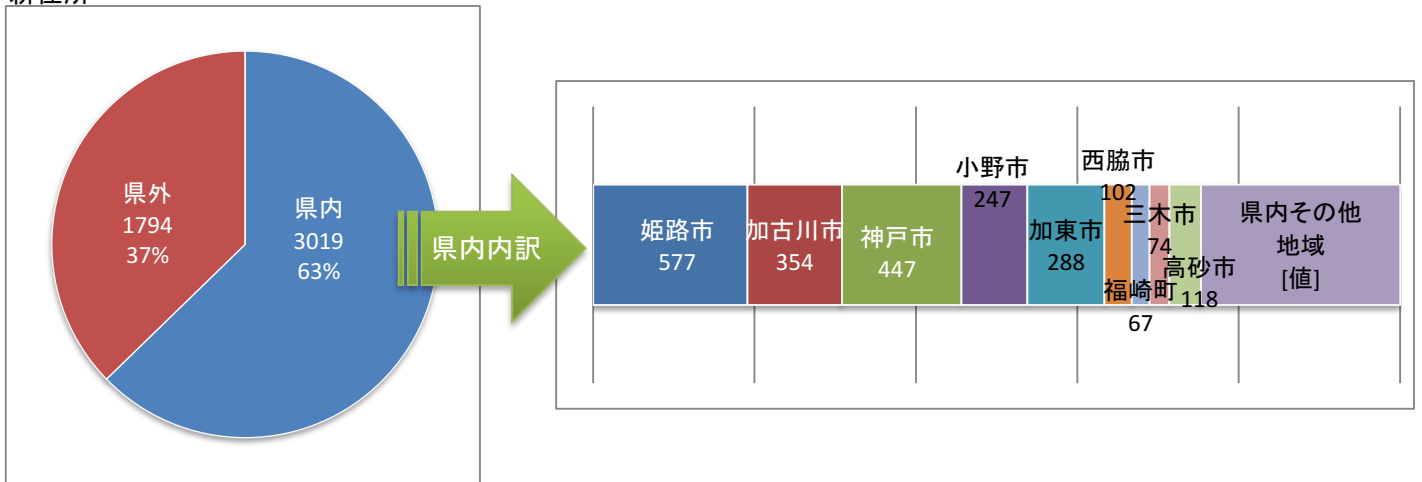 県外
1794
37%
県内
3019
63%
県内内訳
姫路市
577
加古川市
354
神戸市
447
小野市
247
加東市
288
西脇市
102
福崎町
67
三木市
74
高砂市
118
県内その他
地域
[値]